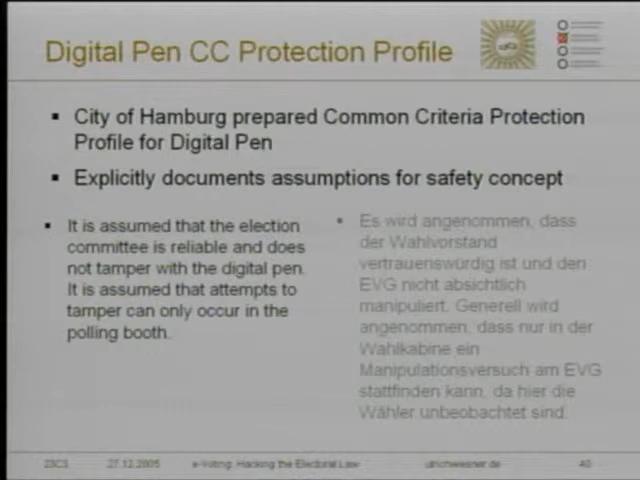 Digital Pen CC Protection Profile
▪ City of Hamburg prepared Common Criteria Protection
Profile for Digital Pen
▪ Explicitly documents assumptions for safety concept
▪ It is assumed that the election
committee is reliable and does
not tamper with the digital pen.
It is assumed that attempts to
tamper can only occur in the
polling booth.
▪ Es wird angenommen, dass
der Wahlvorstand
vertrauenswürdig ist und den
EVG nicht absichtlich
manipuliert. Generell wird
angenommen, dass nur in der
Wahlkabine ein
Manipulationsversuch am EVG
stattfinden kann, da hier die
Wähler unbeobachtet sind.
23C3 27.12.2006 e-Voting: Hacking the Electoral Law ulrichwiesner.de 40